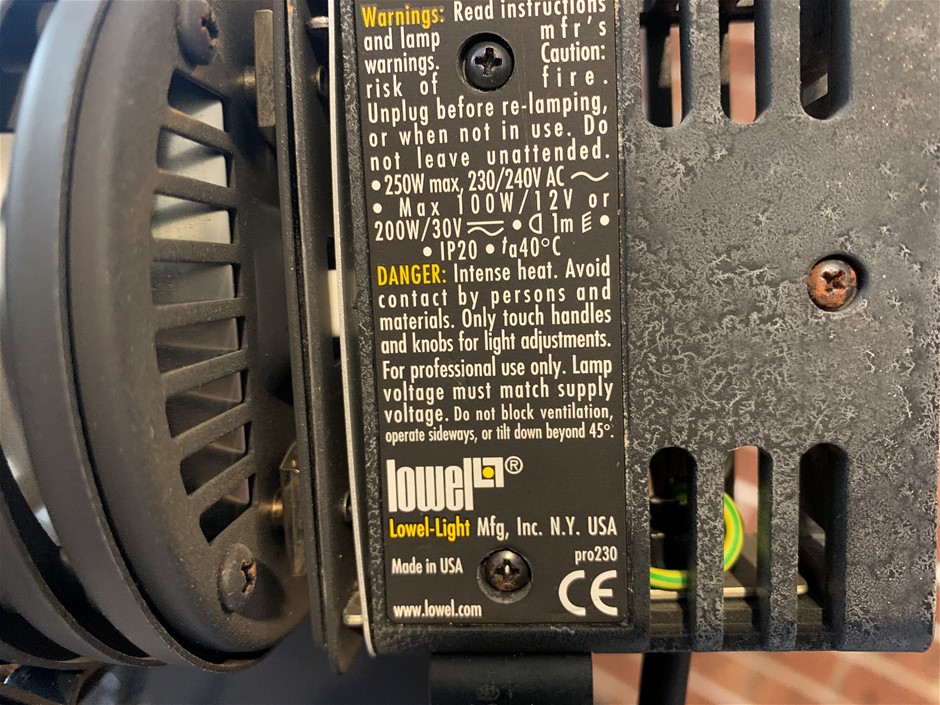 Warnings: Read instructions
and lamp mfr's
warnings. Caution:
risk of fire.
Unplug before re-lamping,
or when not in use. Do
not leave unattended.
• 250W max, 230/240V AC ~
• Max 100W/12V or
200W/30V ⎓ • 1m •
• IP20 • ta40°C
DANGER: Intense heat. Avoid
contact by persons and
materials. Only touch handles
and knobs for light adjustments.
For professional use only. Lamp
voltage must match supply
voltage. Do not block ventilation,
operate sideways, or tilt down beyond 45°.
lowel®
Lowel-Light Mfg, Inc. N.Y. USA
Made in USA
pro230
CE
www.lowel.com